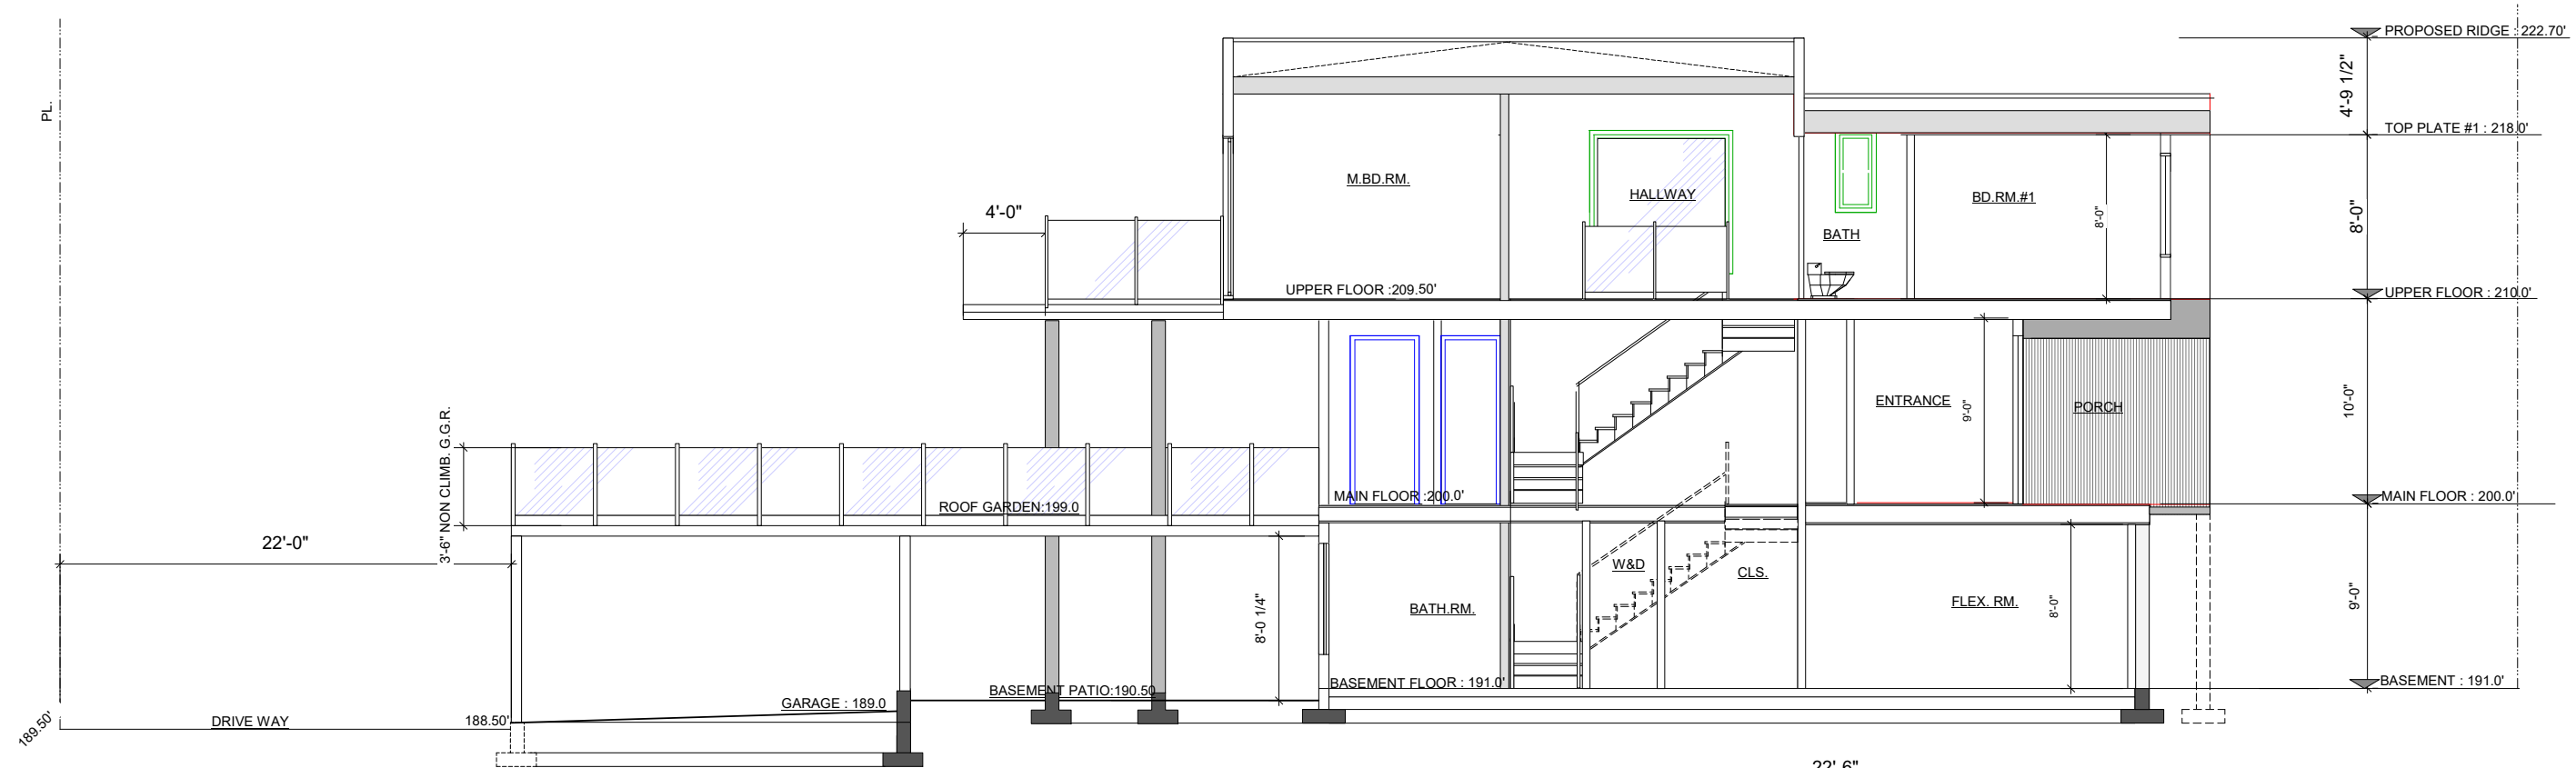 PROPOSED RIDGE : 222.70'
PL.
4'-9 1/2"
TOP PLATE #1 : 218.0'
M.BD.RM.
HALLWAY
BD.RM.#1
4'-0"
8'-0"
8'-0"
BATH
UPPER FLOOR :209.50'
UPPER FLOOR : 210.0'
ENTRANCE
9'-0"
PORCH
10'-0"
3'-6" NON CLIMB. G.G.R.
ROOF GARDEN:199.0
MAIN FLOOR :200.0'
MAIN FLOOR : 200.0'
22'-0"
W&D
CLS.
8'-0 1/4"
BATH.RM.
FLEX. RM.
8'-0"
9'-0"
BASEMENT FLOOR : 191.0'
BASEMENT : 191.0'
BASEMENT PATIO:190.50
GARAGE : 189.0
189.50'
DRIVE WAY
188.50'
22'-6"